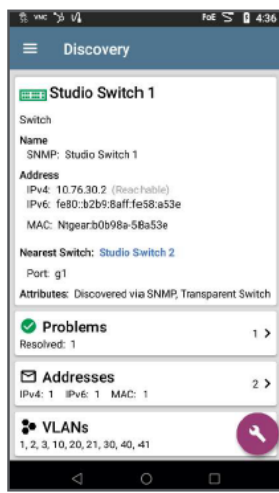 VNC
FoE
4:36
Discovery
Studio Switch 1
Switch
Name
SNMP: Studio Switch 1
Address
IPv4: 10.76.30.2 (Reachable)
IPv6: fe80::b2b9:8aff:fe58:a53e
MAC: Ntgear:b0b98a-58a53e
Nearest Switch: Studio Switch 2
Port: g1
Attributes: Discovered via SNMP, Transparent Switch
Problems
1 >
Resolved: 1
Addresses
2 >
IPv4: 1 IPv6: 1 MAC: 1
VLANs
1, 2, 3, 10, 20, 21, 30, 40, 41